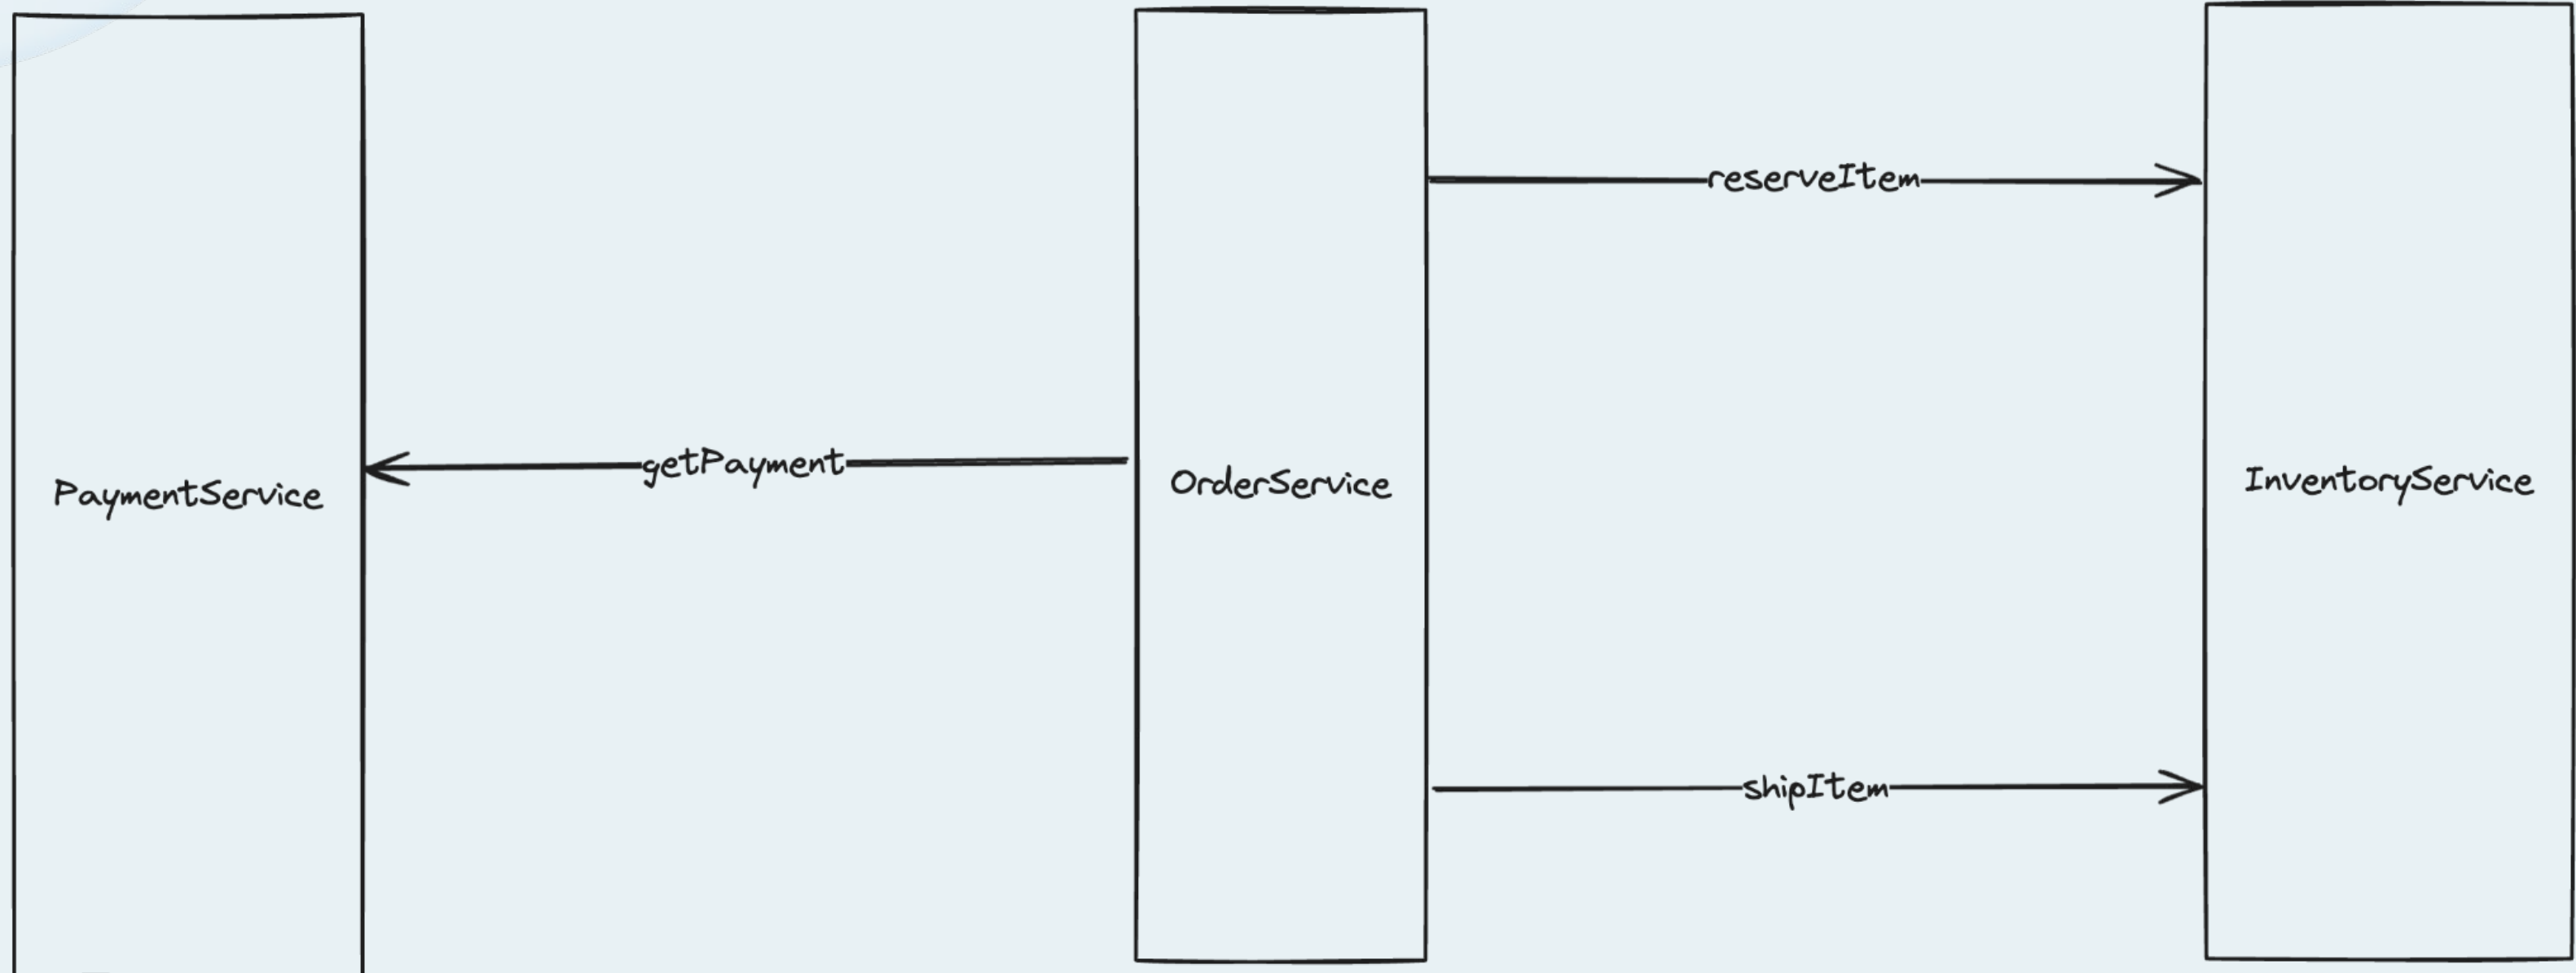 reserveItem
getPayment
PaymentService
OrderService
InventoryService
shipItem